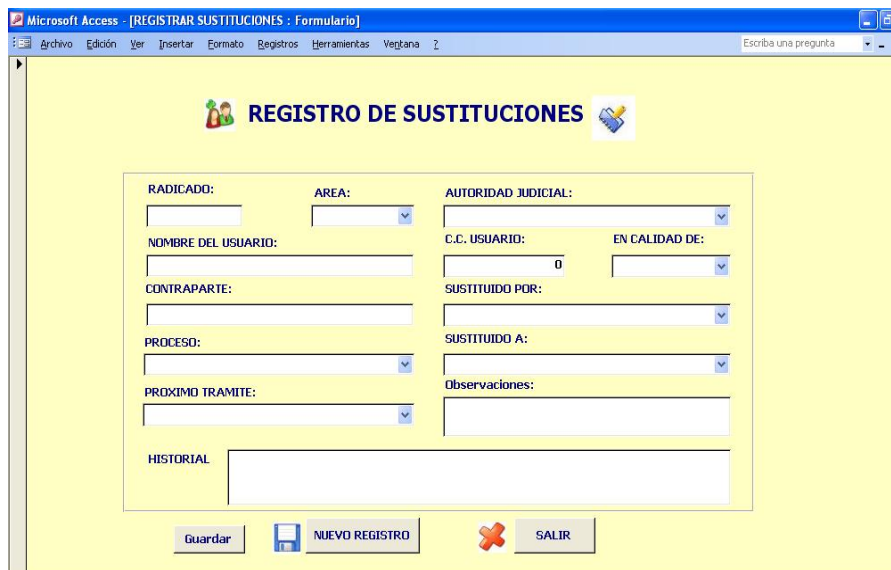 Microsoft Access - [REGISTRAR SUSTITUCIONES : Formulario]
Archivo Edición Ver Insertar Formato Registros Herramientas Ventana ? Escriba una pregunta
REGISTRO DE SUSTITUCIONES
RADICADO: AREA: AUTORIDAD JUDICIAL:
NOMBRE DEL USUARIO: C.C. USUARIO: EN CALIDAD DE:
0
CONTRAPARTE: SUSTITUIDO POR:
PROCESO: SUSTITUIDO A:
PROXIMO TRAMITE: Observaciones:
HISTORIAL
Guardar NUEVO REGISTRO SALIR